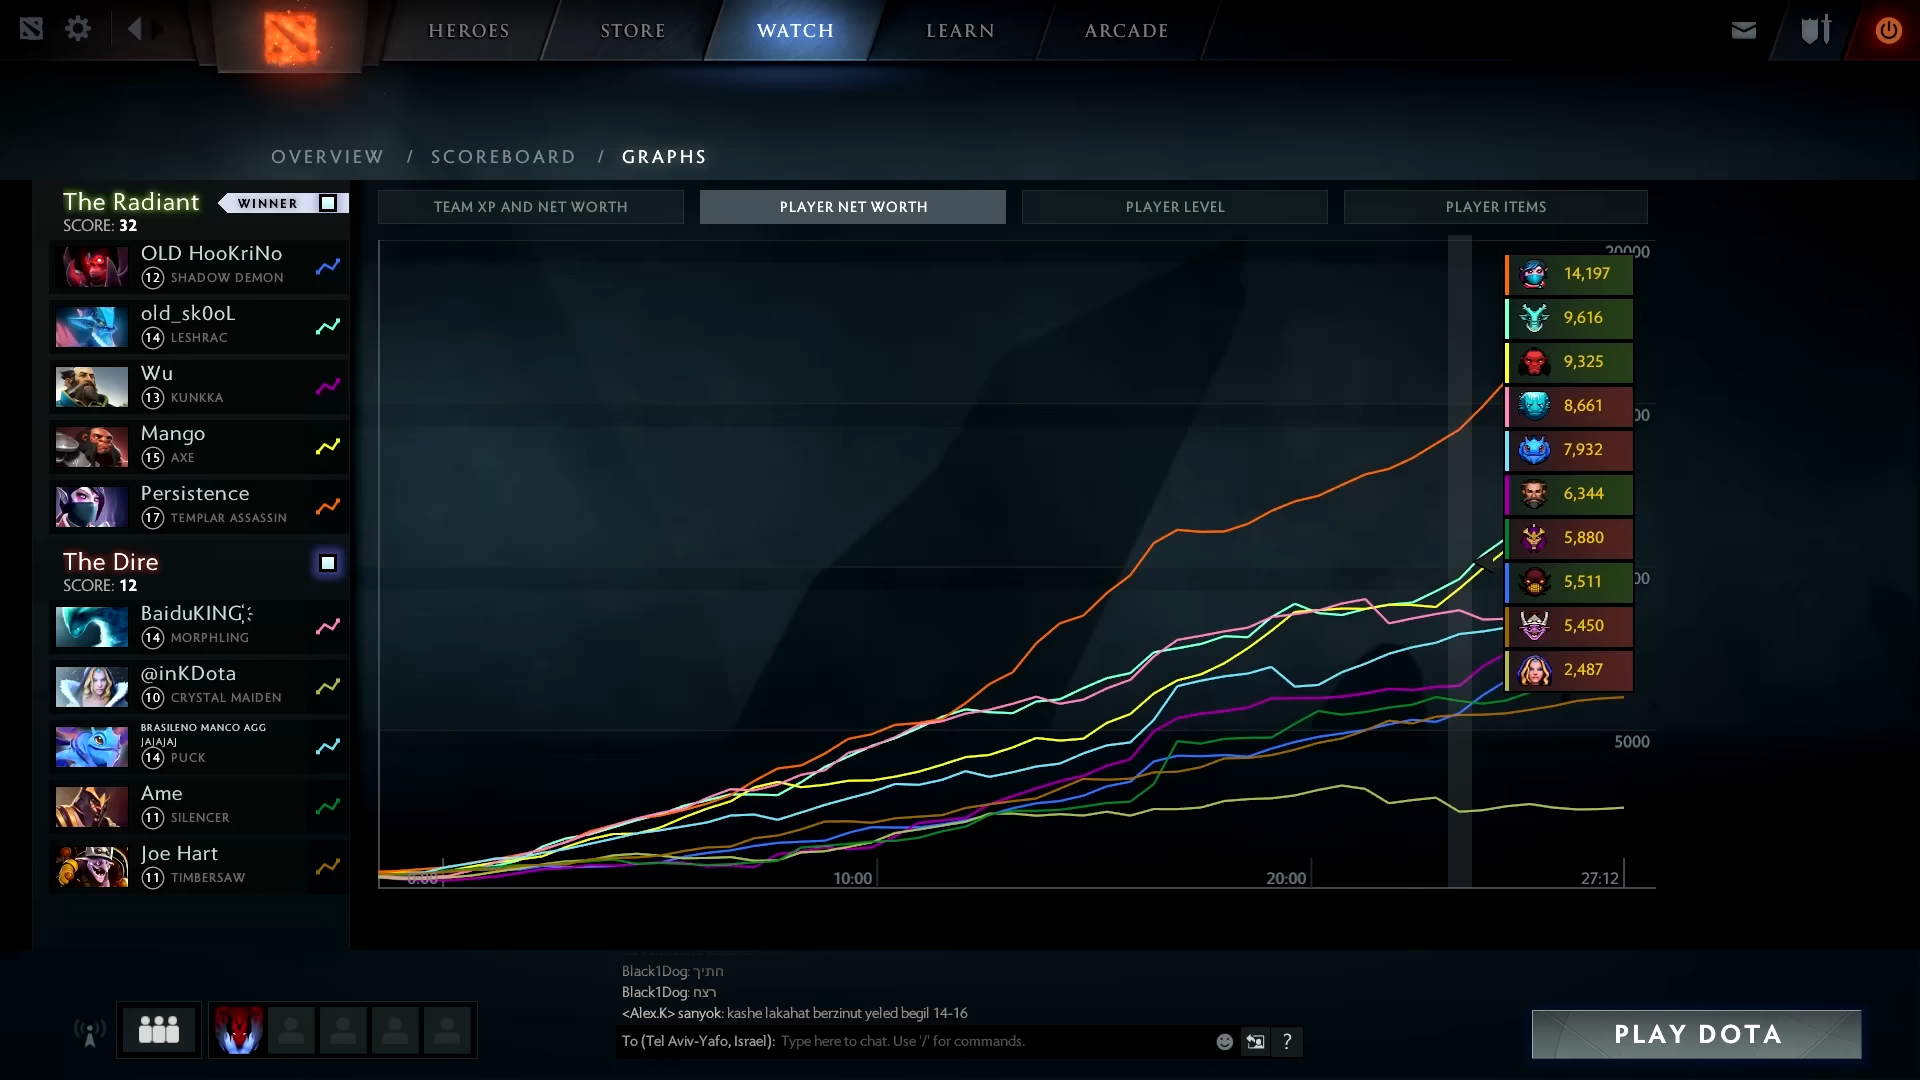 HEROES
STORE
WATCH
LEARN
ARCADE
OVERVIEW / SCOREBOARD / GRAPHS
The Radiant
WINNER
SCORE: 32
OLD HooKriNo
12 SHADOW DEMON
old_sk0oL
14 LESHRAC
Wu
13 KUNKKA
Mango
15 AXE
Persistence
17 TEMPLAR ASSASSIN
The Dire
SCORE: 12
BaiduKING
14 MORPHLING
@inKDota
10 CRYSTAL MAIDEN
BRASILENO MANCO AGG
JAJAJAJ
14 PUCK
Ame
11 SILENCER
Joe Hart
11 TIMBERSAW
TEAM XP AND NET WORTH
PLAYER NET WORTH
PLAYER LEVEL
PLAYER ITEMS
20000
14,197
9,616
9,325
8,661
7,932
6,344
5,880
5,511
5,450
2,487
5000
0:00
10:00
20:00
27:12
Black1Dog: חתיך
Black1Dog: רצח
<Alex.K> sanyok: kashe lakahat berzinut yeled begil 14-16
To (Tel Aviv-Yafo, Israel): Type here to chat. Use '/' for commands.
?
PLAY DOTA